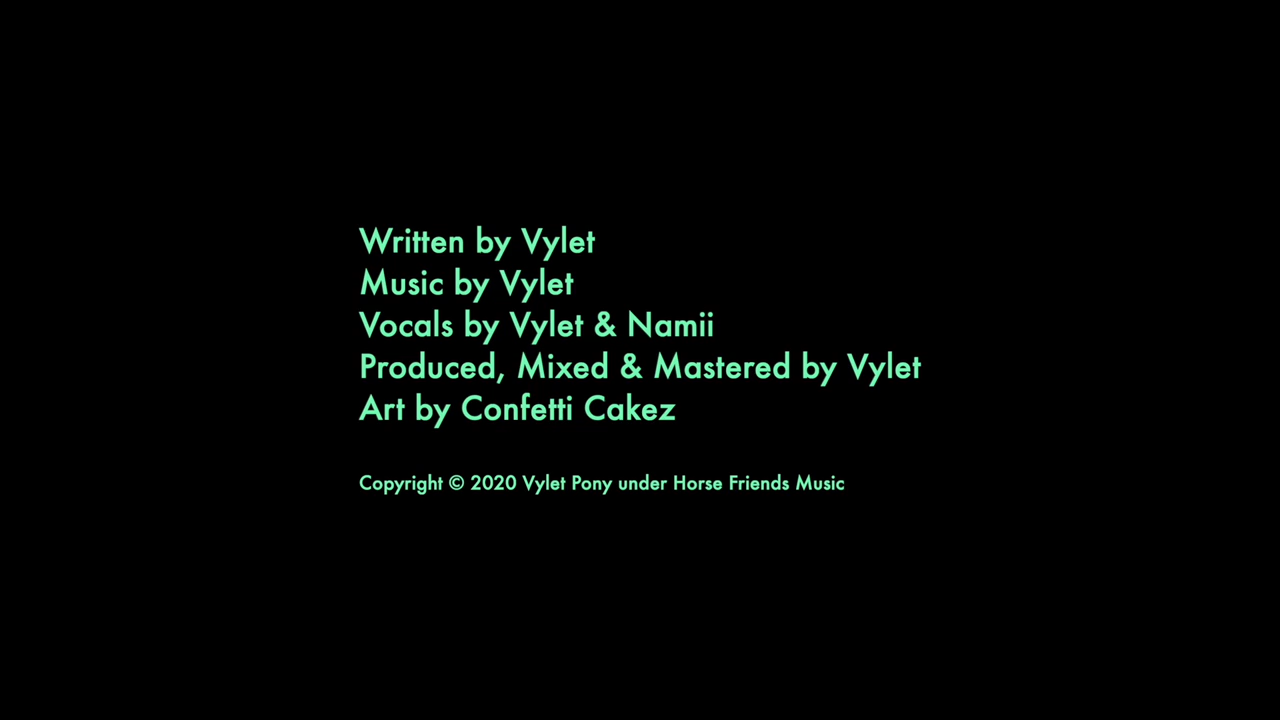 Written by Vylet
Music by Vylet
Vocals by Vylet & Namii
Produced, Mixed & Mastered by Vylet
Art by Confetti Cakez
Copyright © 2020 Vylet Pony under Horse Friends Music